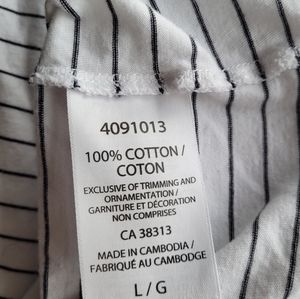 4091013
100% COTTON /
COTON
EXCLUSIVE OF TRIMMING AND
ORNAMENTATION /
GARNITURE ET DÉCORATION
NON COMPRISES
CA 38313
MADE IN CAMBODIA /
FABRIQUÉ AU CAMBODGE
L / G